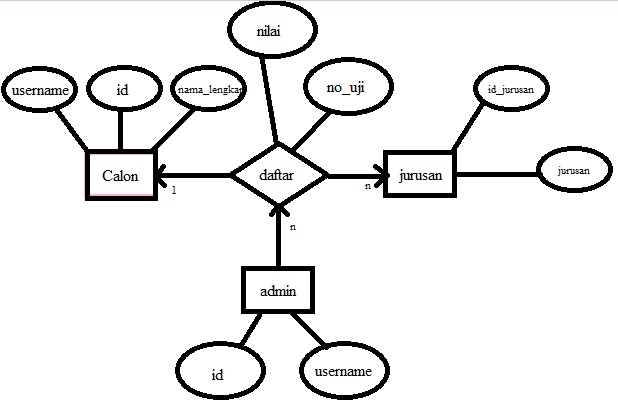 nilai
username
id
nama_lengkap
no_uji
id_jurusan
Calon
daftar
jurusan
jurusan
1
n
n
admin
id
username